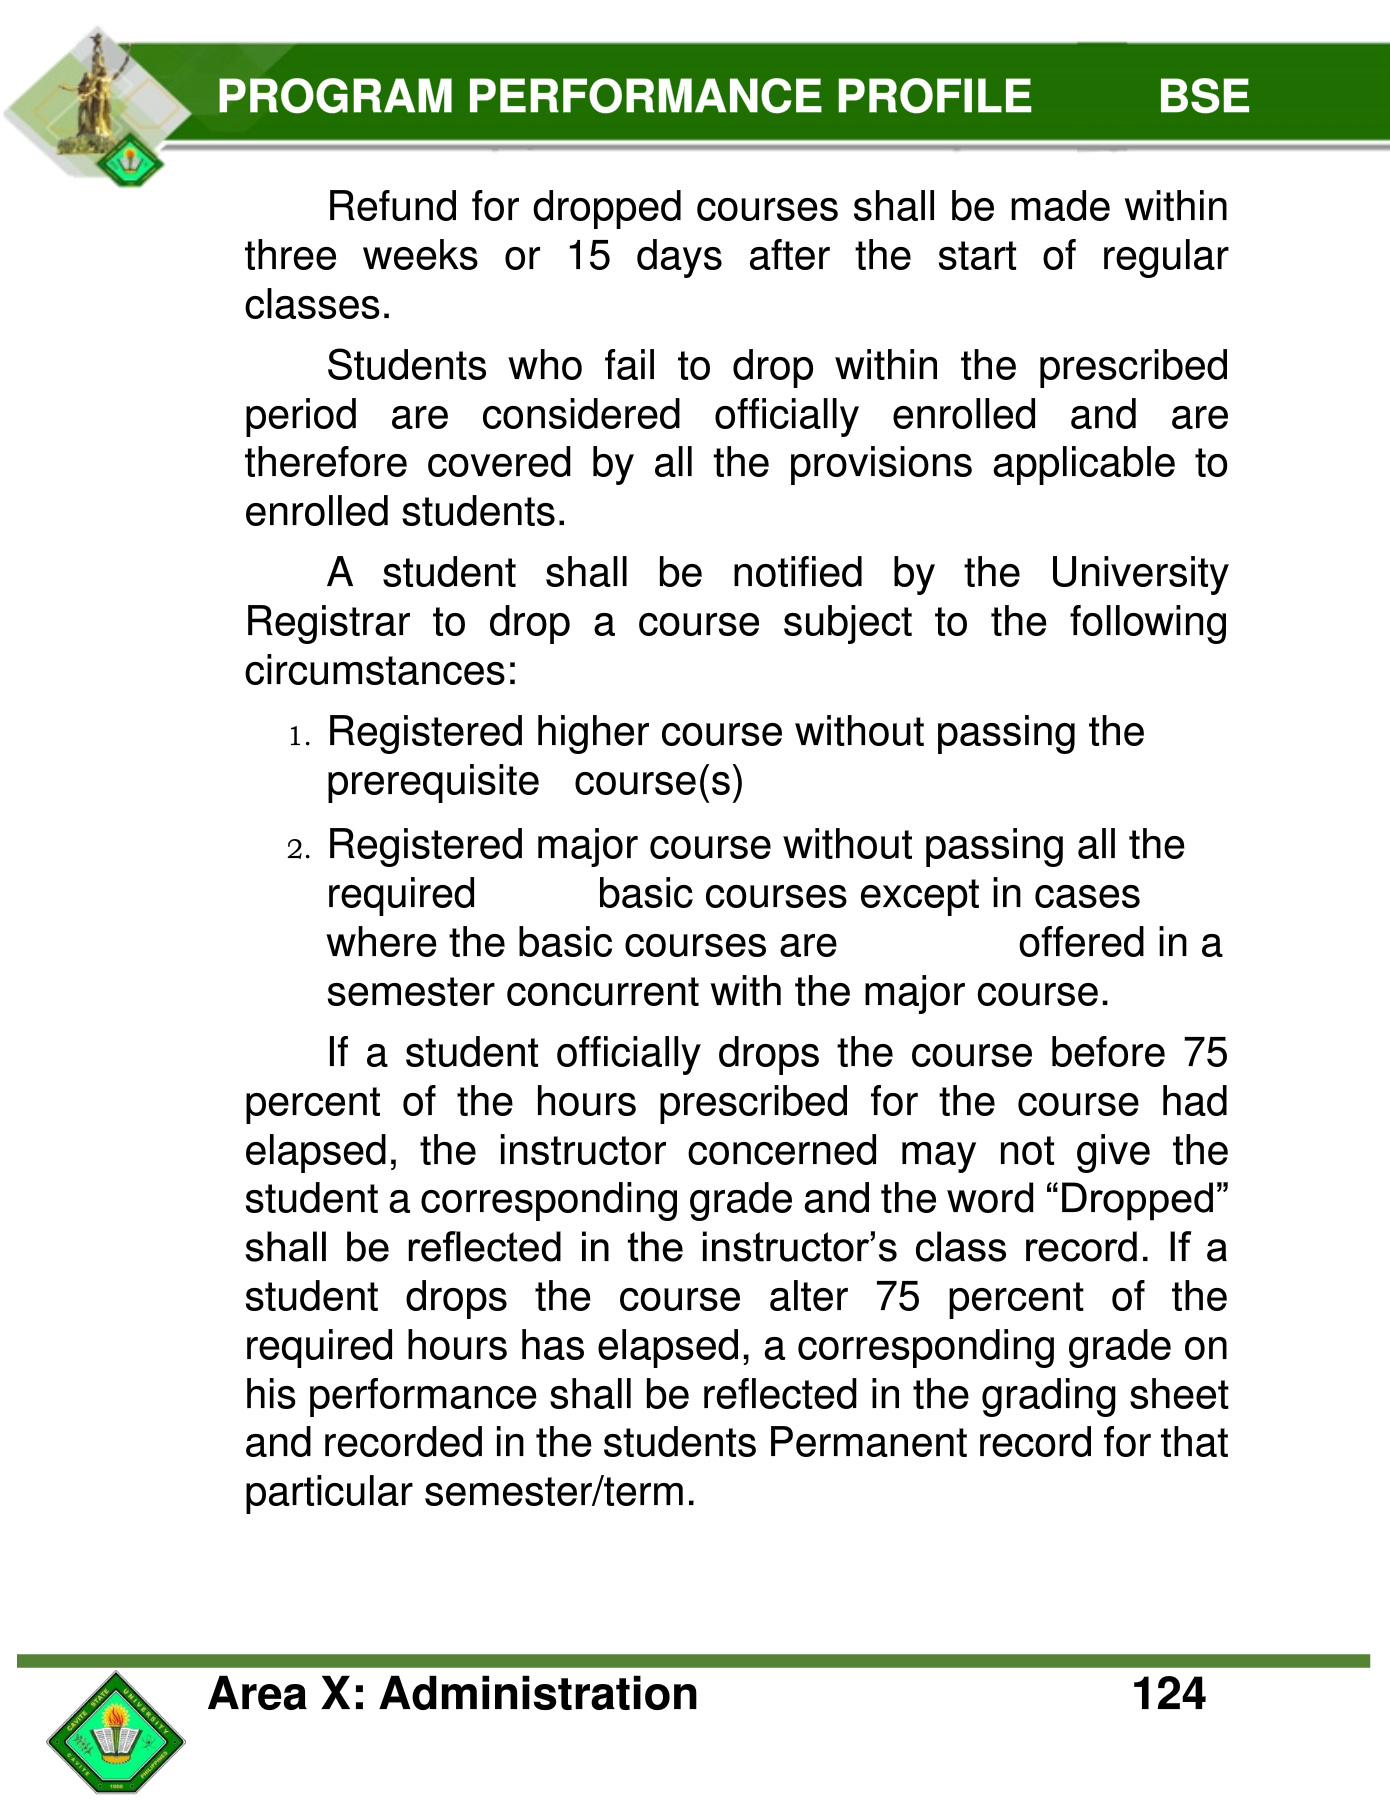 PROGRAM PERFORMANCE PROFILE BSE
Refund for dropped courses shall be made within
three weeks or 15 days after the start of regular
classes.
Students who fail to drop within the prescribed
period are considered officially enrolled and are
therefore covered by all the provisions applicable to
enrolled students.
A student shall be notified by the University
Registrar to drop a course subject to the following
circumstances:
1. Registered higher course without passing the
prerequisite course(s)
2. Registered major course without passing all the
required basic courses except in cases
where the basic courses are offered in a
semester concurrent with the major course.
If a student officially drops the course before 75
percent of the hours prescribed for the course had
elapsed, the instructor concerned may not give the
student a corresponding grade and the word “Dropped”
shall be reflected in the instructor’s class record. If a
student drops the course alter 75 percent of the
required hours has elapsed, a corresponding grade on
his performance shall be reflected in the grading sheet
and recorded in the students Permanent record for that
particular semester/term.
Area X: Administration 124
CAVITE STATE UNIVERSITY
CAVITE PHILIPPINES
1906